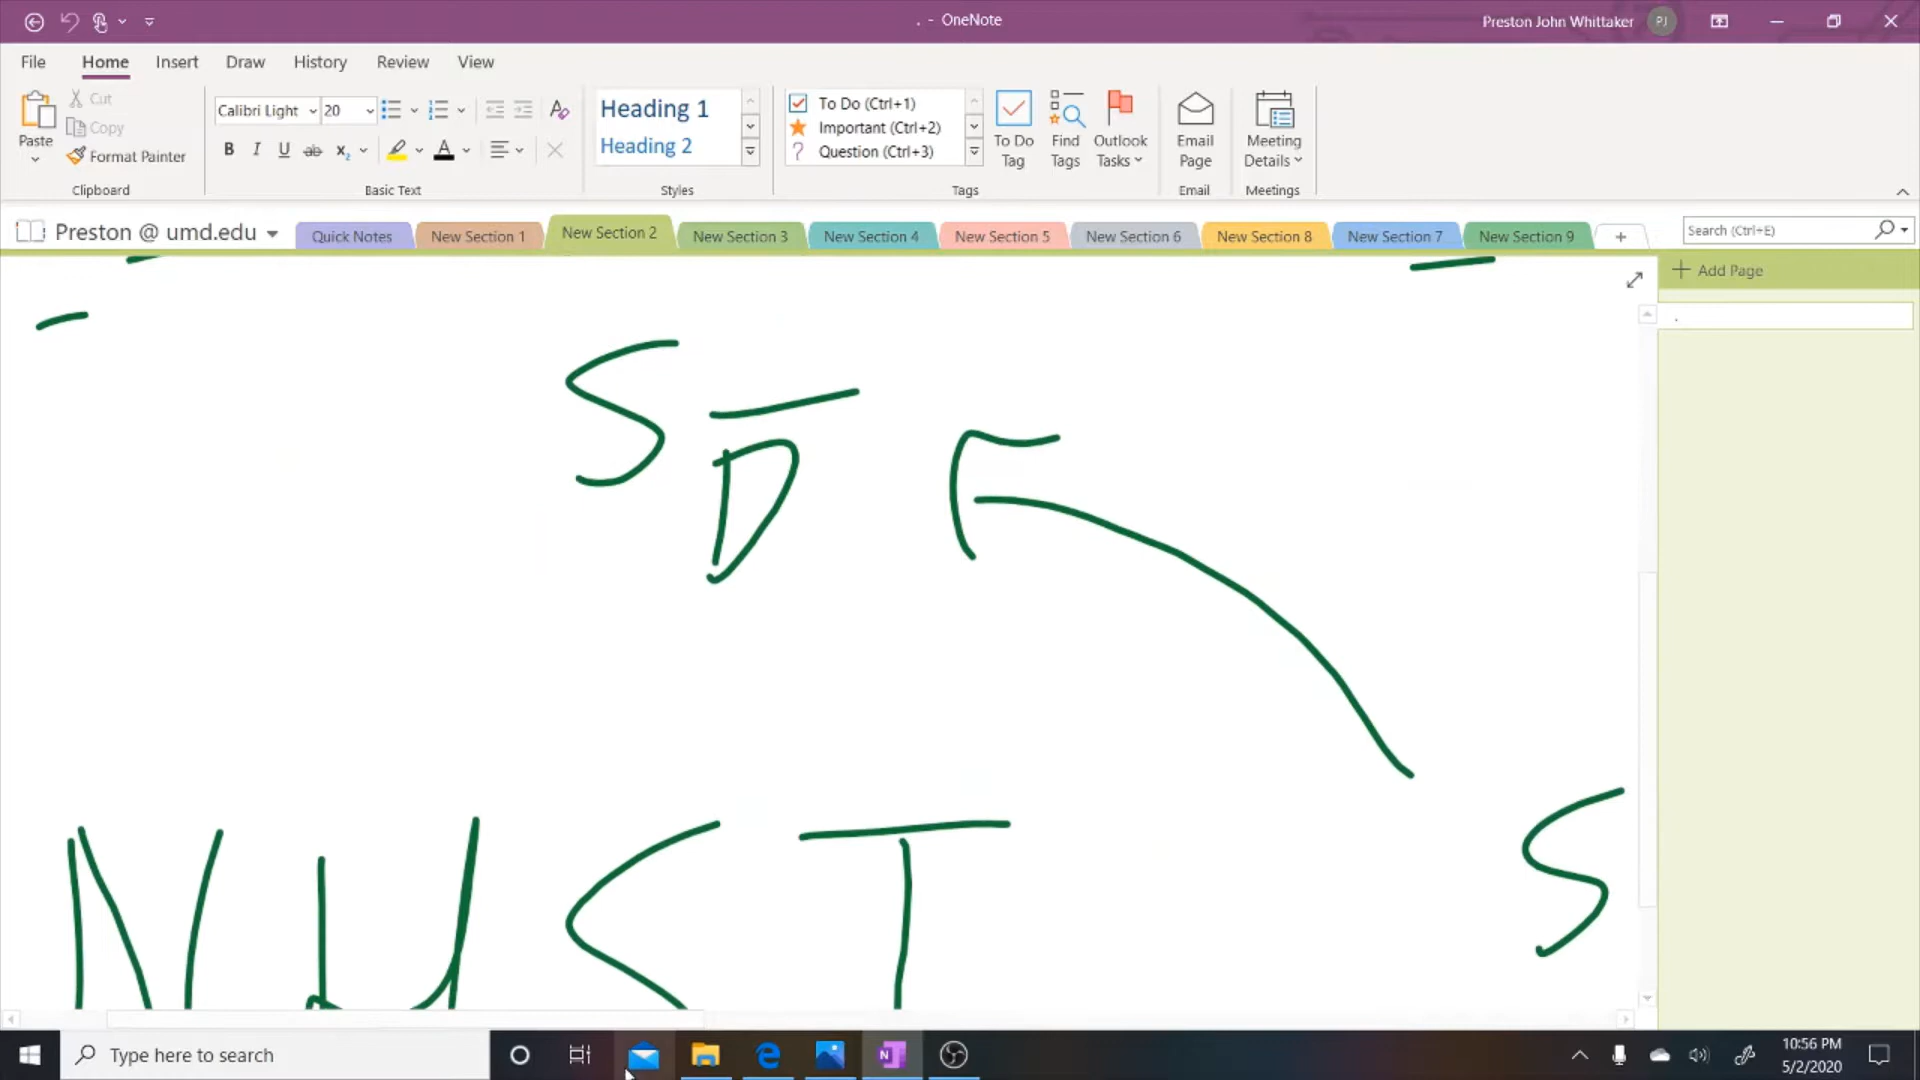 . - OneNote
Preston John Whittaker PJ
File Home Insert Draw History Review View
Paste
Cut
Copy
Format Painter
Clipboard
Calibri Light 20
B I U ab x₂ A
Basic Text
Heading 1
Heading 2
Styles
To Do (Ctrl+1)
Important (Ctrl+2)
? Question (Ctrl+3)
To Do Tag
Find Tags
Outlook Tasks
Tags
Email Page
Email
Meeting Details
Meetings
Preston @ umd.edu Quick Notes New Section 1 New Section 2 New Section 3 New Section 4 New Section 5 New Section 6 New Section 8 New Section 7 New Section 9 + Search (Ctrl+E)
Add Page
.
S D F
S T S
Type here to search
10:56 PM
5/2/2020